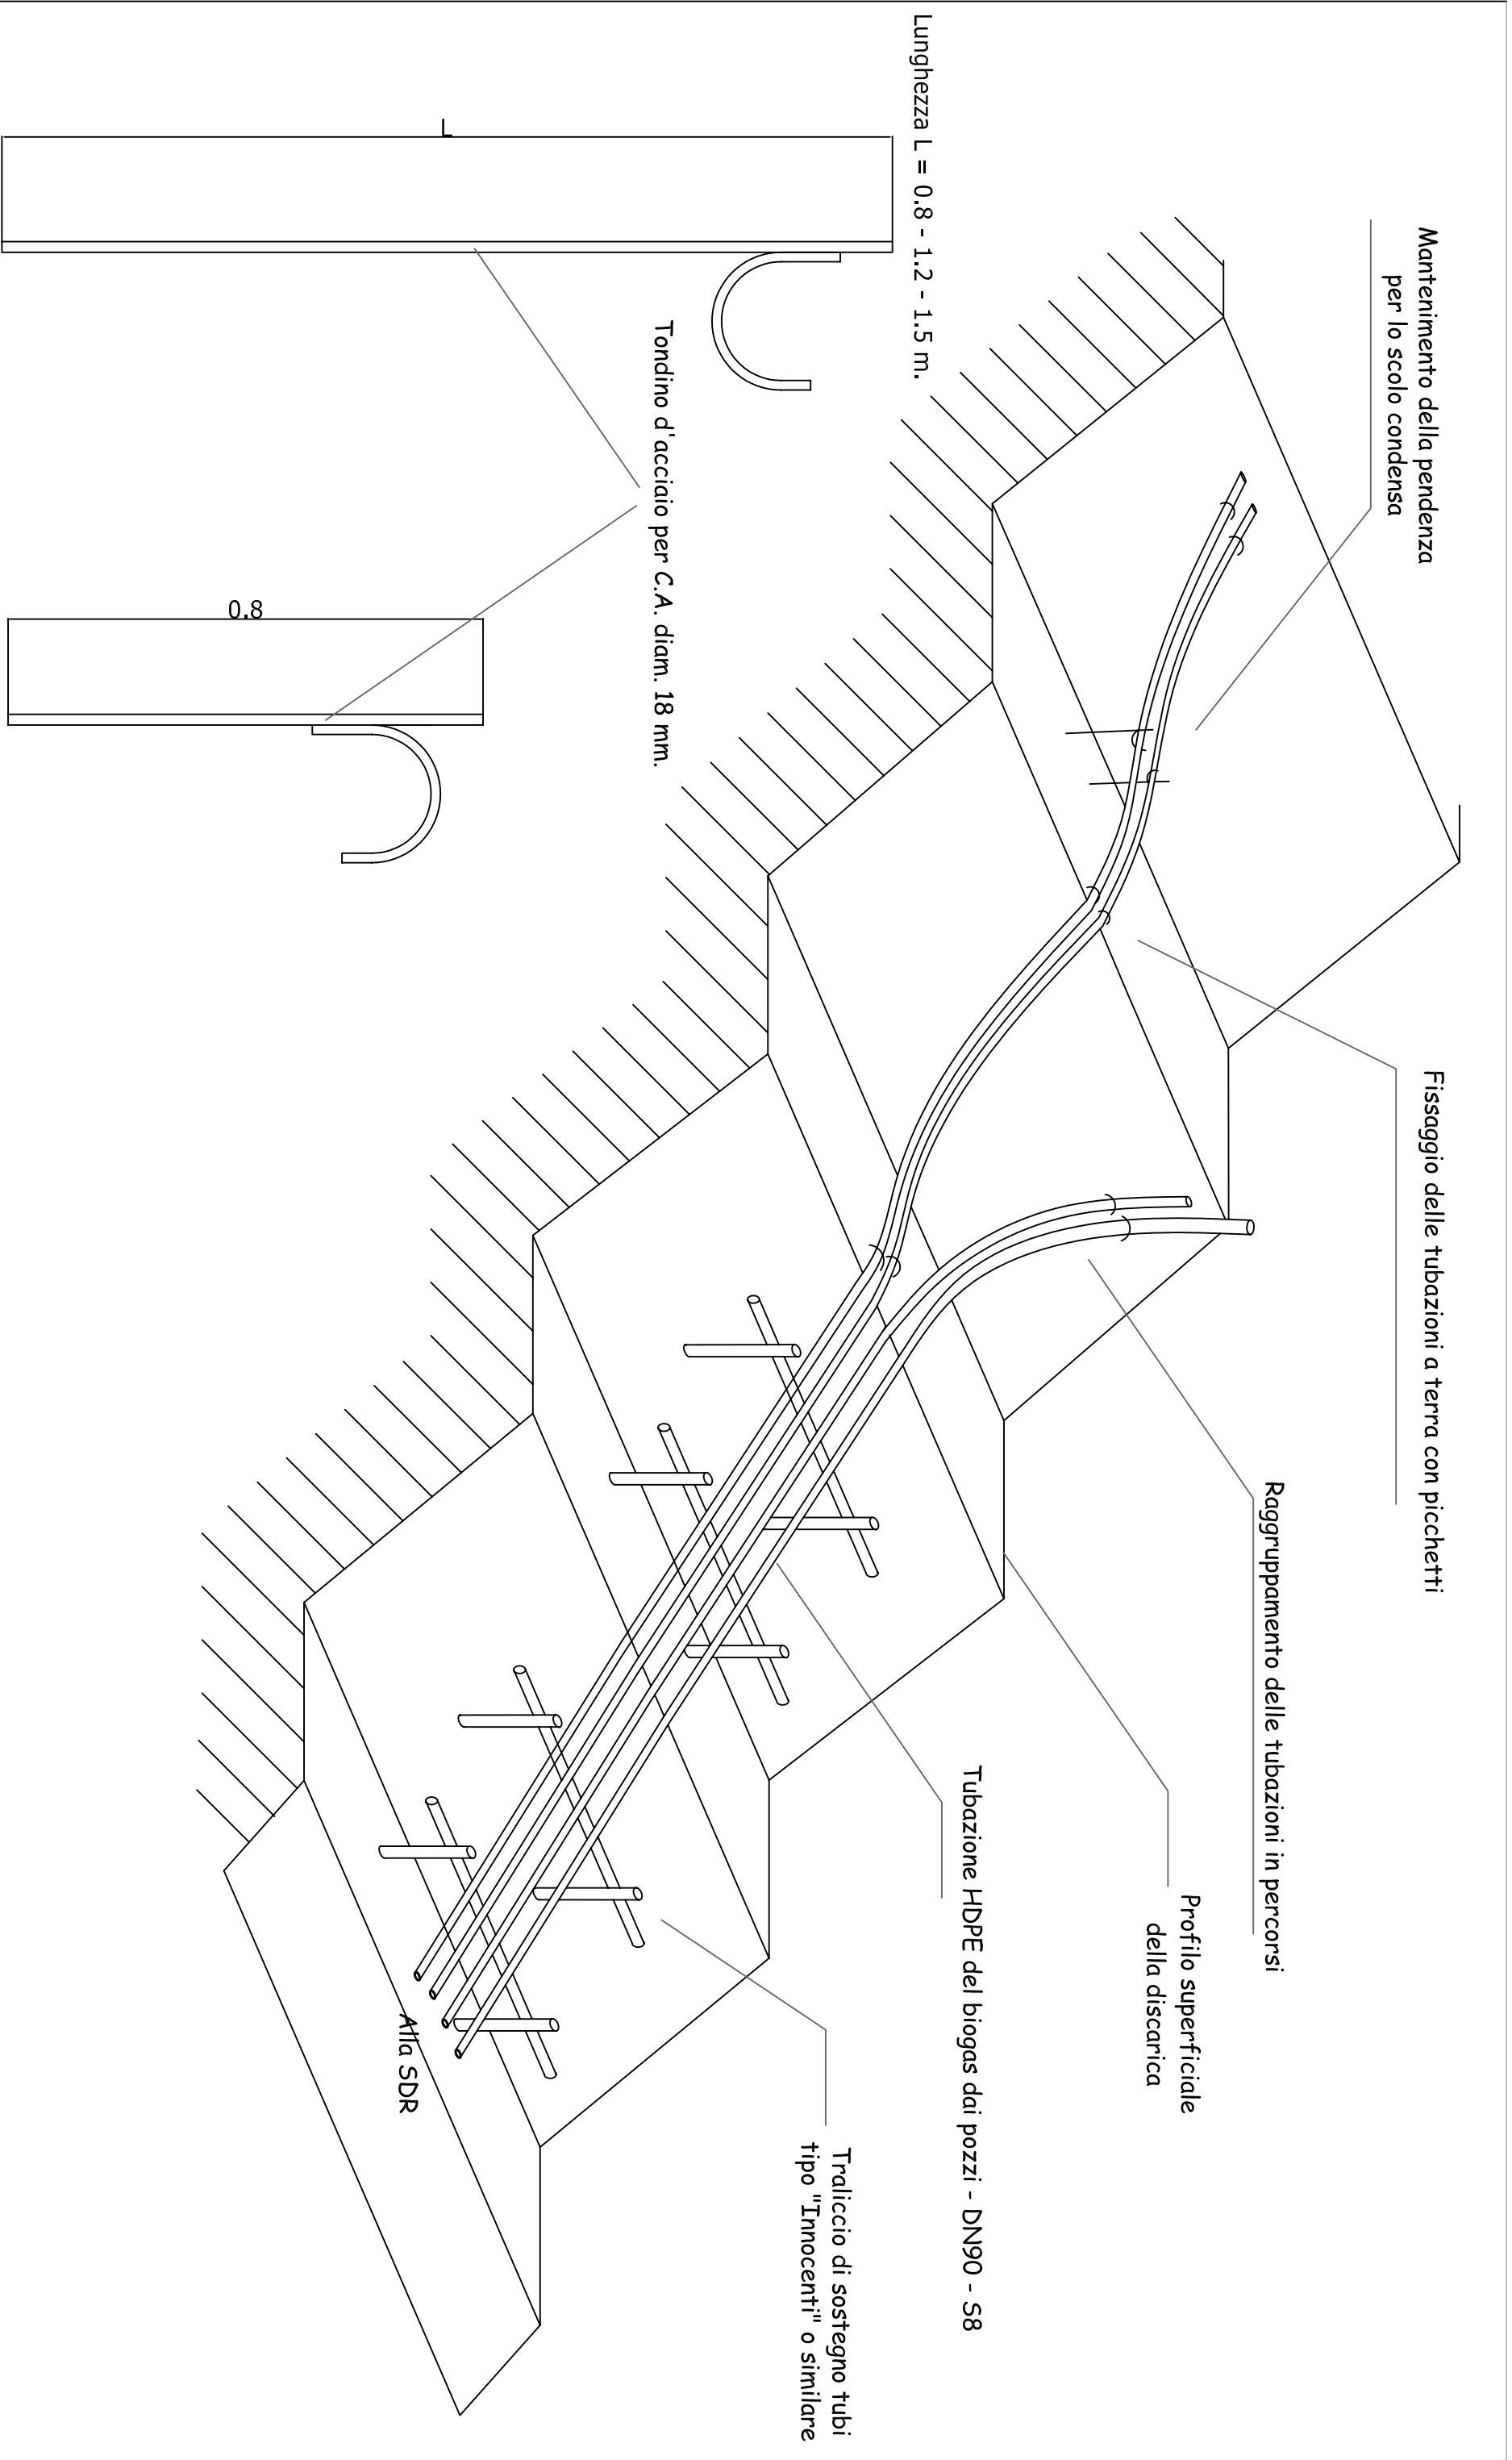 Mantenimento della pendenza
per lo scolo condensa
Fissaggio delle tubazioni a terra con picchetti
Raggruppamento delle tubazioni in percorsi
Profilo superficiale
della discarica
Tubazione HDPE del biogas dai pozzi - DN90 - S8
Traliccio di sostegno tubi
tipo "Innocenti" o similare
Lunghezza L = 0.8 - 1.2 - 1.5 m.
Tondino d'acciaio per C.A. diam. 18 mm.
L
0.8
Alla SDR